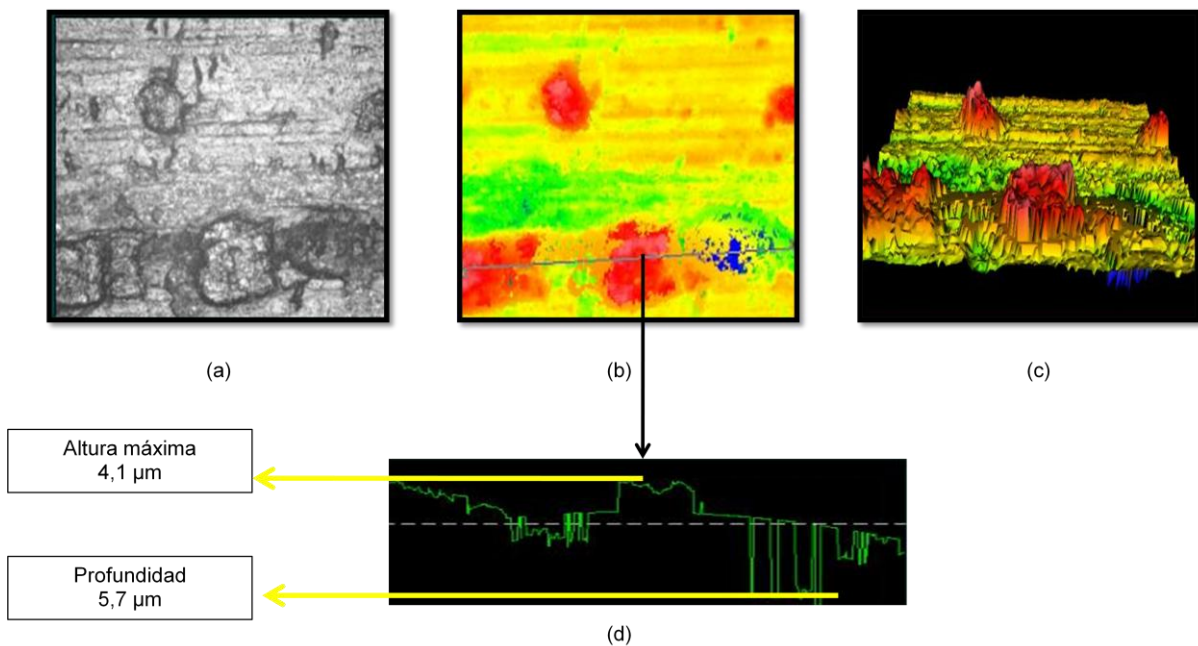 (a)
(b)
(c)
Altura máxima
4,1 µm
Profundidad
5,7 µm
(d)